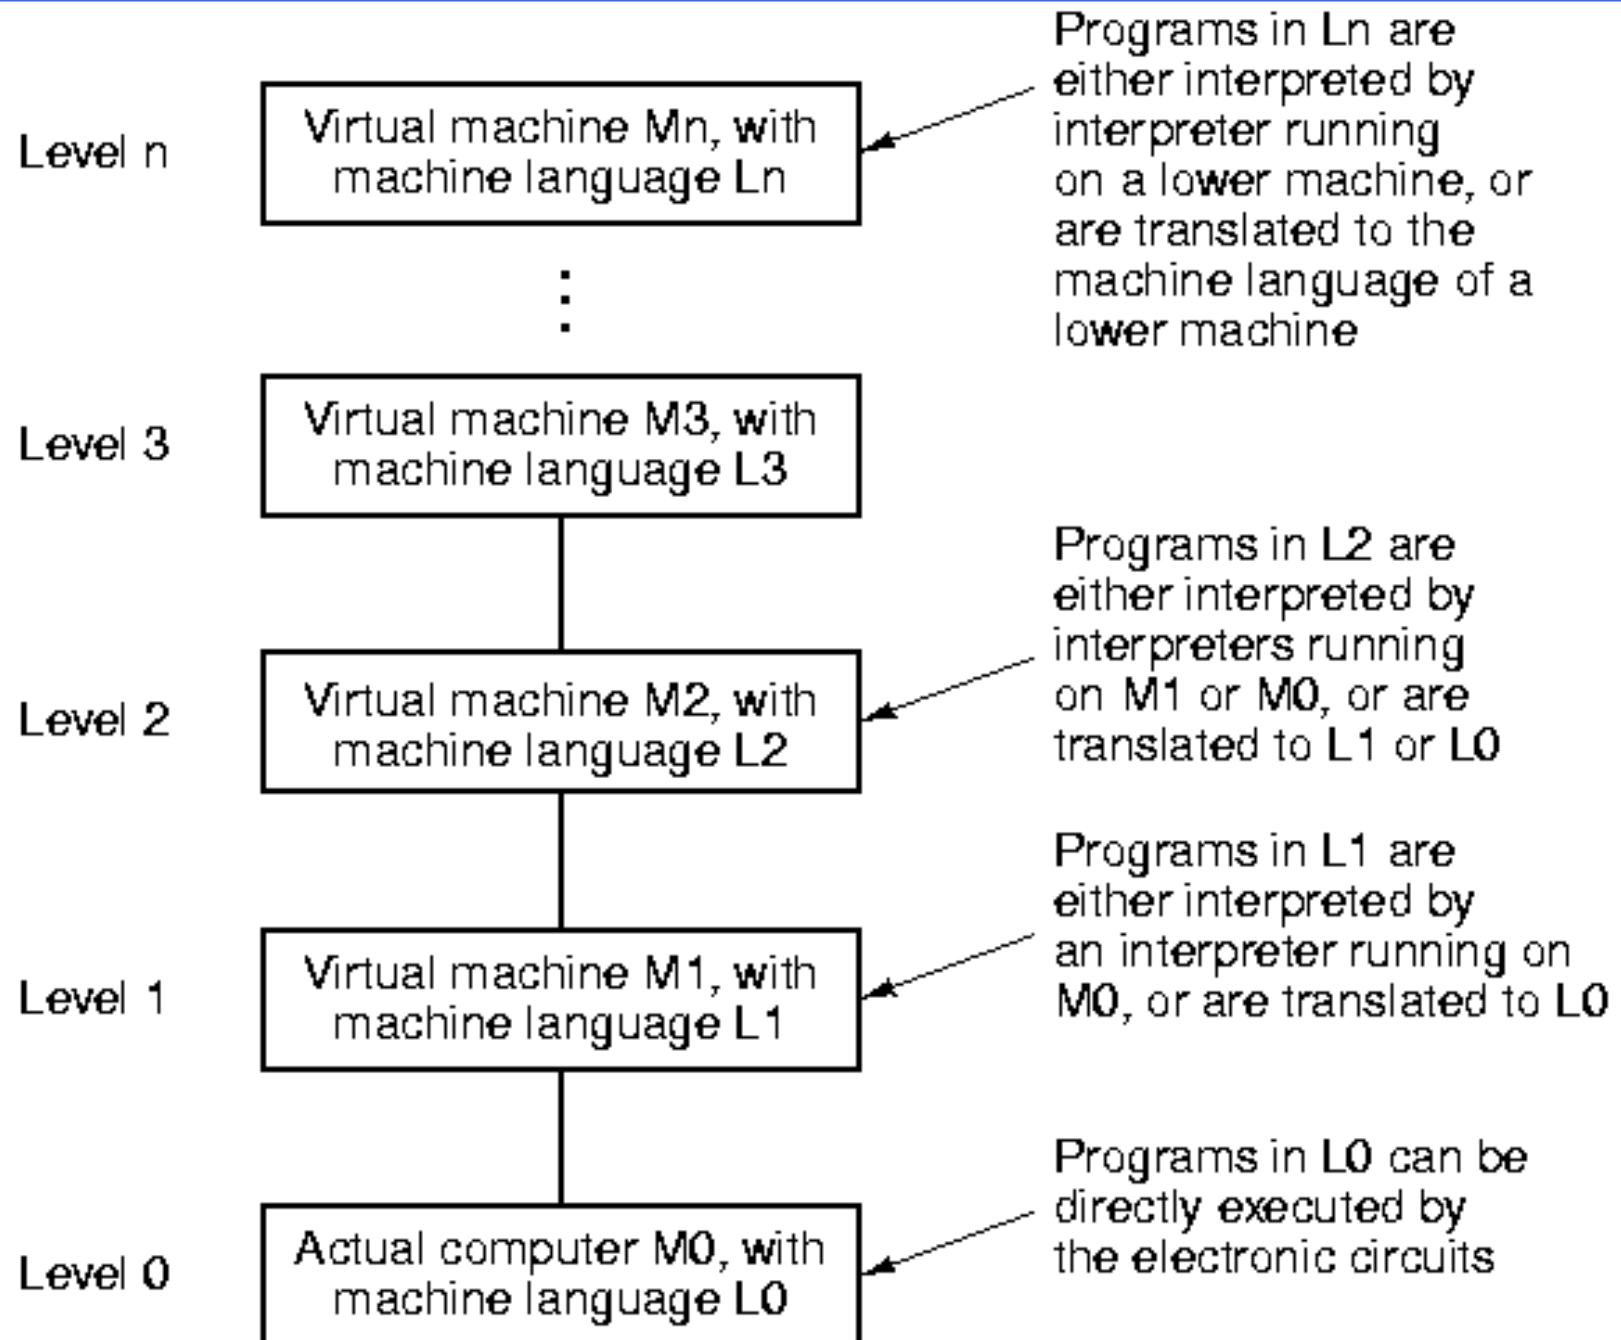 Programs in Ln are
either interpreted by
interpreter running
on a lower machine, or
are translated to the
machine language of a
lower machine
Level n
Virtual machine Mn, with
machine language Ln
Level 3
Virtual machine M3, with
machine language L3
Programs in L2 are
either interpreted by
interpreters running
on M1 or M0, or are
translated to L1 or L0
Level 2
Virtual machine M2, with
machine language L2
Programs in L1 are
either interpreted by
an interpreter running on
M0, or are translated to L0
Level 1
Virtual machine M1, with
machine language L1
Programs in L0 can be
directly executed by
the electronic circuits
Level 0
Actual computer M0, with
machine language L0